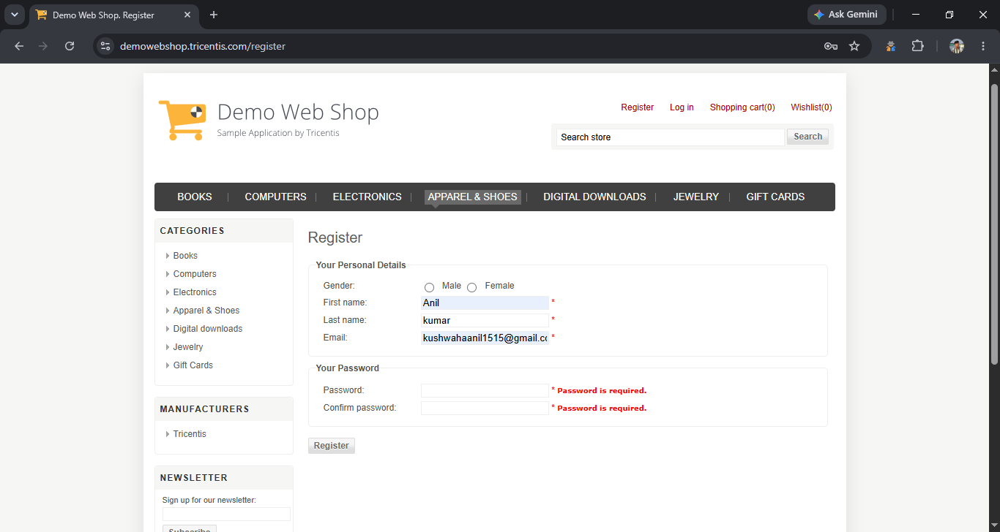 Demo Web Shop. Register
Ask Gemini
demowebshop.tricentis.com/register
Demo Web Shop
Sample Application by Tricentis
Register Log in Shopping cart(0) Wishlist(0)
Search store Search
BOOKS COMPUTERS ELECTRONICS APPAREL & SHOES DIGITAL DOWNLOADS JEWELRY GIFT CARDS
CATEGORIES
Books
Computers
Electronics
Apparel & Shoes
Digital downloads
Jewelry
Gift Cards
MANUFACTURERS
Tricentis
NEWSLETTER
Sign up for our newsletter:
Subscribe
Register
Your Personal Details
Gender: Male Female
First name: Anil *
Last name: kumar *
Email: kushwahaanil1515@gmail.cc *
Your Password
Password: * Password is required.
Confirm password: * Password is required.
Register